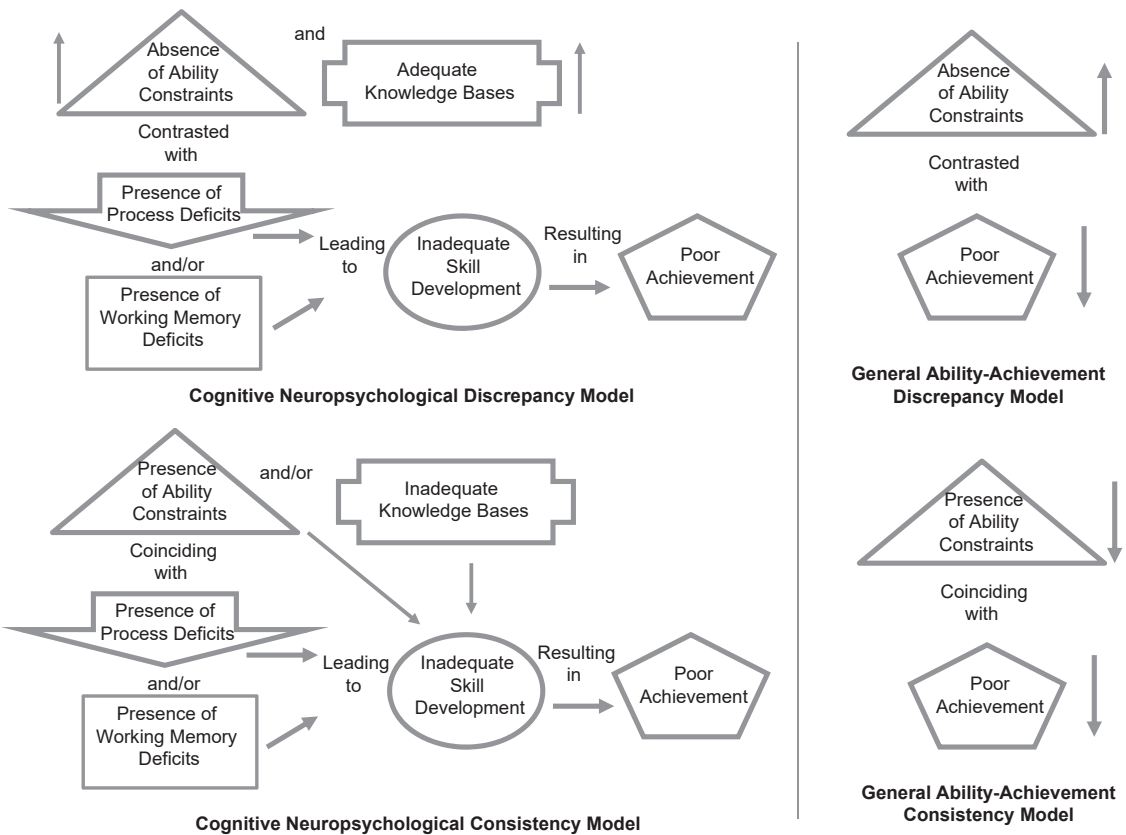 Absence
of Ability
Constraints
and
Adequate
Knowledge Bases
Contrasted
with
Presence of
Process Deficits
and/or
Presence of
Working Memory
Deficits
Leading
to
Inadequate
Skill
Development
Resulting
in
Poor
Achievement
Cognitive Neuropsychological Discrepancy Model
Absence
of Ability
Constraints
Contrasted
with
Poor
Achievement
General Ability-Achievement
Discrepancy Model
Presence
of Ability
Constraints
and/or
Inadequate
Knowledge Bases
Coinciding
with
Presence of
Process Deficits
and/or
Presence of
Working Memory
Deficits
Leading
to
Inadequate
Skill
Development
Resulting
in
Poor
Achievement
Cognitive Neuropsychological Consistency Model
Presence
of Ability
Constraints
Coinciding
with
Poor
Achievement
General Ability-Achievement
Consistency Model